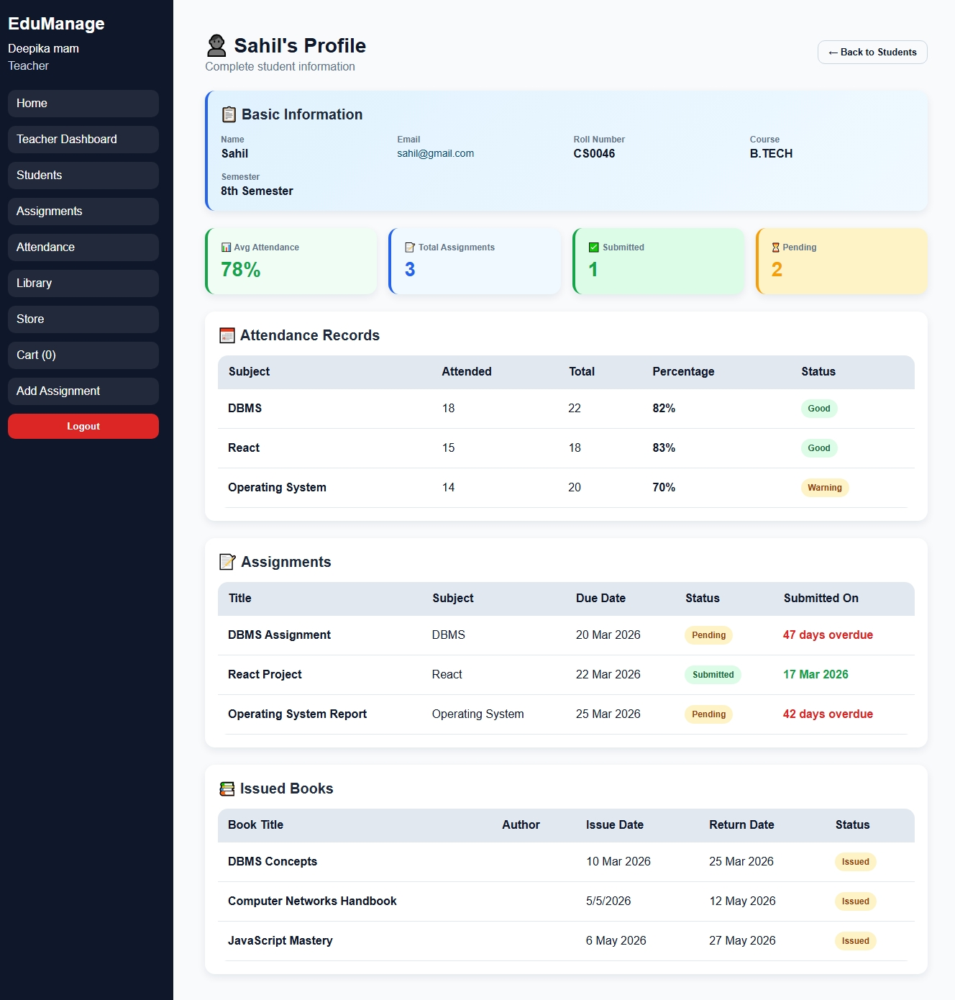 EduManage
Deepika mam
Teacher
Home
Teacher Dashboard
Students
Assignments
Attendance
Library
Store
Cart (0)
Add Assignment
Logout
Sahil's Profile
Complete student information
← Back to Students
Basic Information
Name Email Roll Number Course
Sahil sahil@gmail.com CS0046 B.TECH
Semester
8th Semester
Avg Attendance Total Assignments Submitted Pending
78% 3 1 2
Attendance Records
Subject Attended Total Percentage Status
DBMS 18 22 82% Good
React 15 18 83% Good
Operating System 14 20 70% Warning
Assignments
Title Subject Due Date Status Submitted On
DBMS Assignment DBMS 20 Mar 2026 Pending 47 days overdue
React Project React 22 Mar 2026 Submitted 17 Mar 2026
Operating System Report Operating System 25 Mar 2026 Pending 42 days overdue
Issued Books
Book Title Author Issue Date Return Date Status
DBMS Concepts 10 Mar 2026 25 Mar 2026 Issued
Computer Networks Handbook 5/5/2026 12 May 2026 Issued
JavaScript Mastery 6 May 2026 27 May 2026 Issued